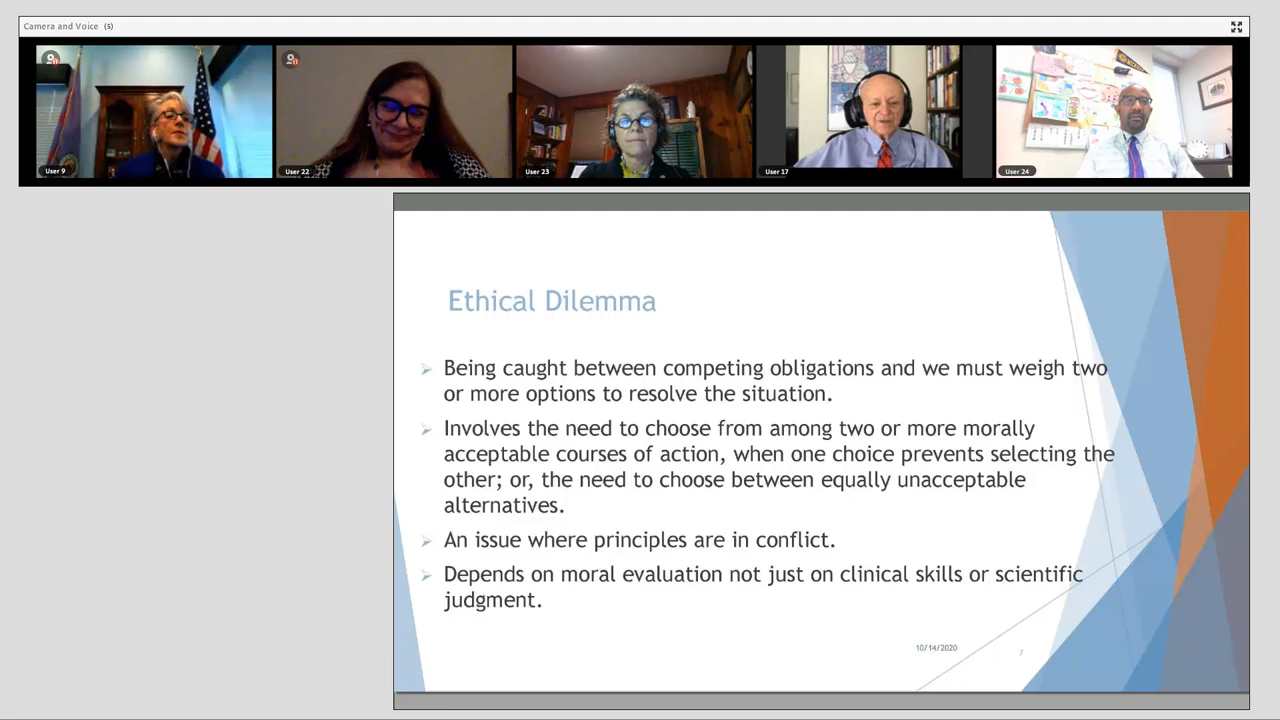 Camera and Voice (5)
User 9
User 22
User 23
User 17
User 24
Ethical Dilemma
Being caught between competing obligations and we must weigh two
or more options to resolve the situation.
Involves the need to choose from among two or more morally
acceptable courses of action, when one choice prevents selecting the
other; or, the need to choose between equally unacceptable
alternatives.
An issue where principles are in conflict.
Depends on moral evaluation not just on clinical skills or scientific
judgment.
10/14/2020
7